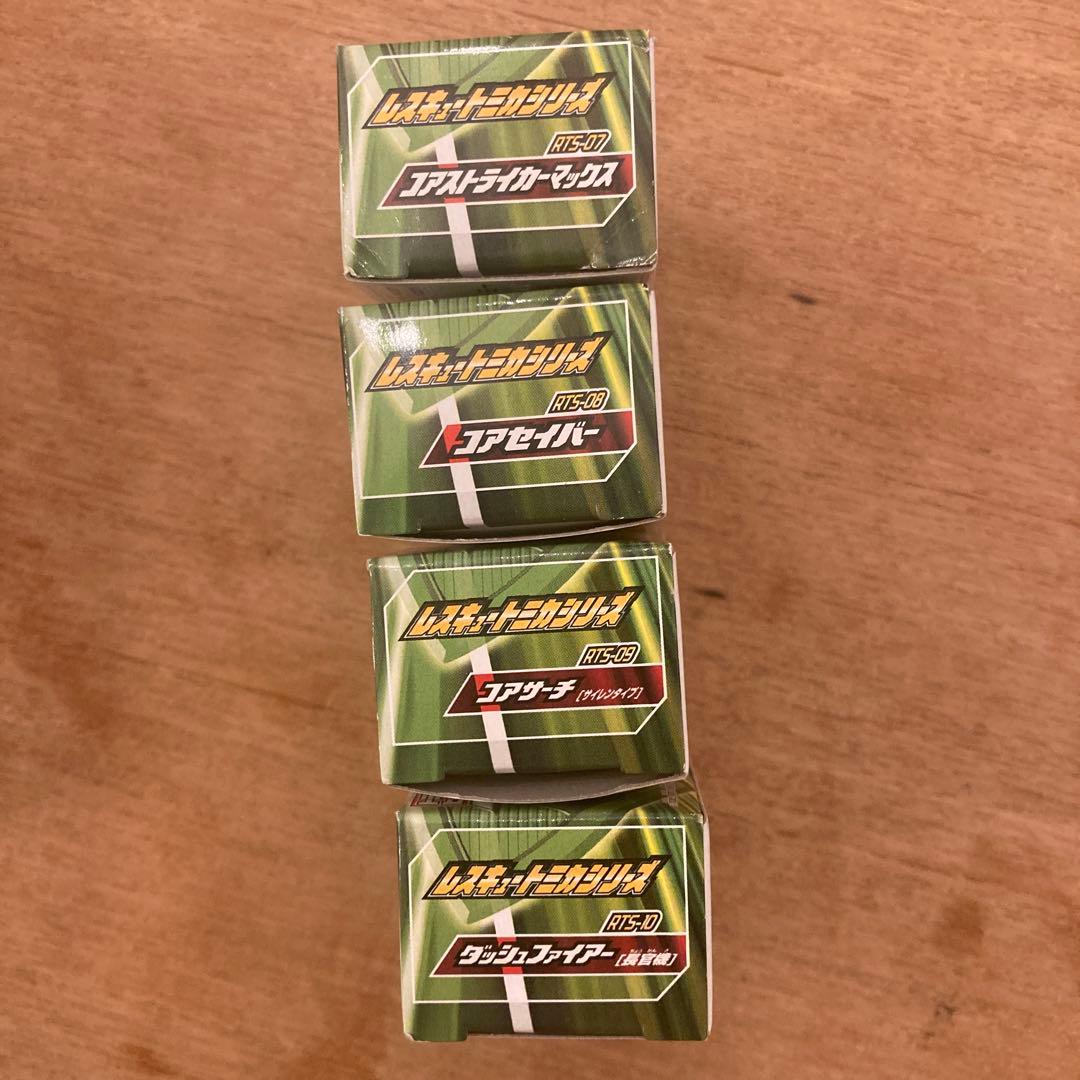 レスキュートミカシリーズ
RTS-07
コアストライカーマックス
レスキュートミカシリーズ
RTS-08
コアセイバー
レスキュートミカシリーズ
RTS-09
コアサーチ [サイレンタイプ]
レスキュートミカシリーズ
RTS-10
ダッシュファイアー [長官機]